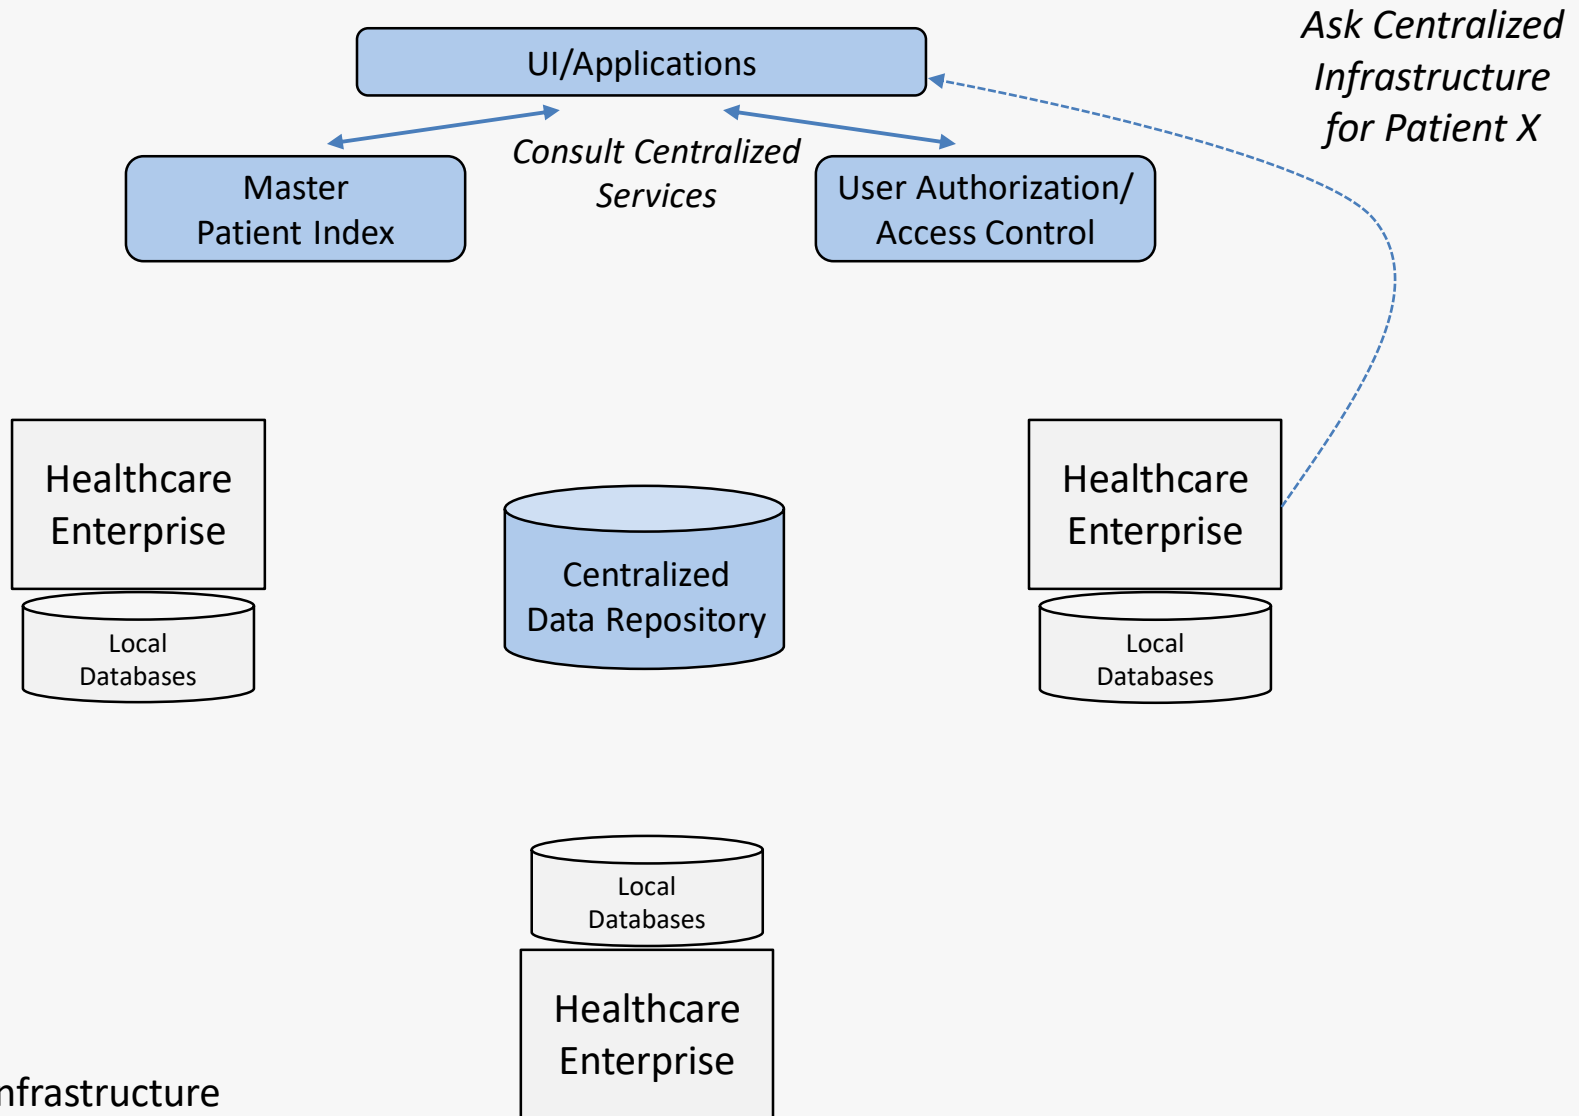 Ask Centralized
Infrastructure
for Patient X
UI/Applications
Consult Centralized
Services
Master
Patient Index
User Authorization/
Access Control
Healthcare
Enterprise
Local
Databases
Centralized
Data Repository
Healthcare
Enterprise
Local
Databases
Local
Databases
Healthcare
Enterprise
nfrastructure